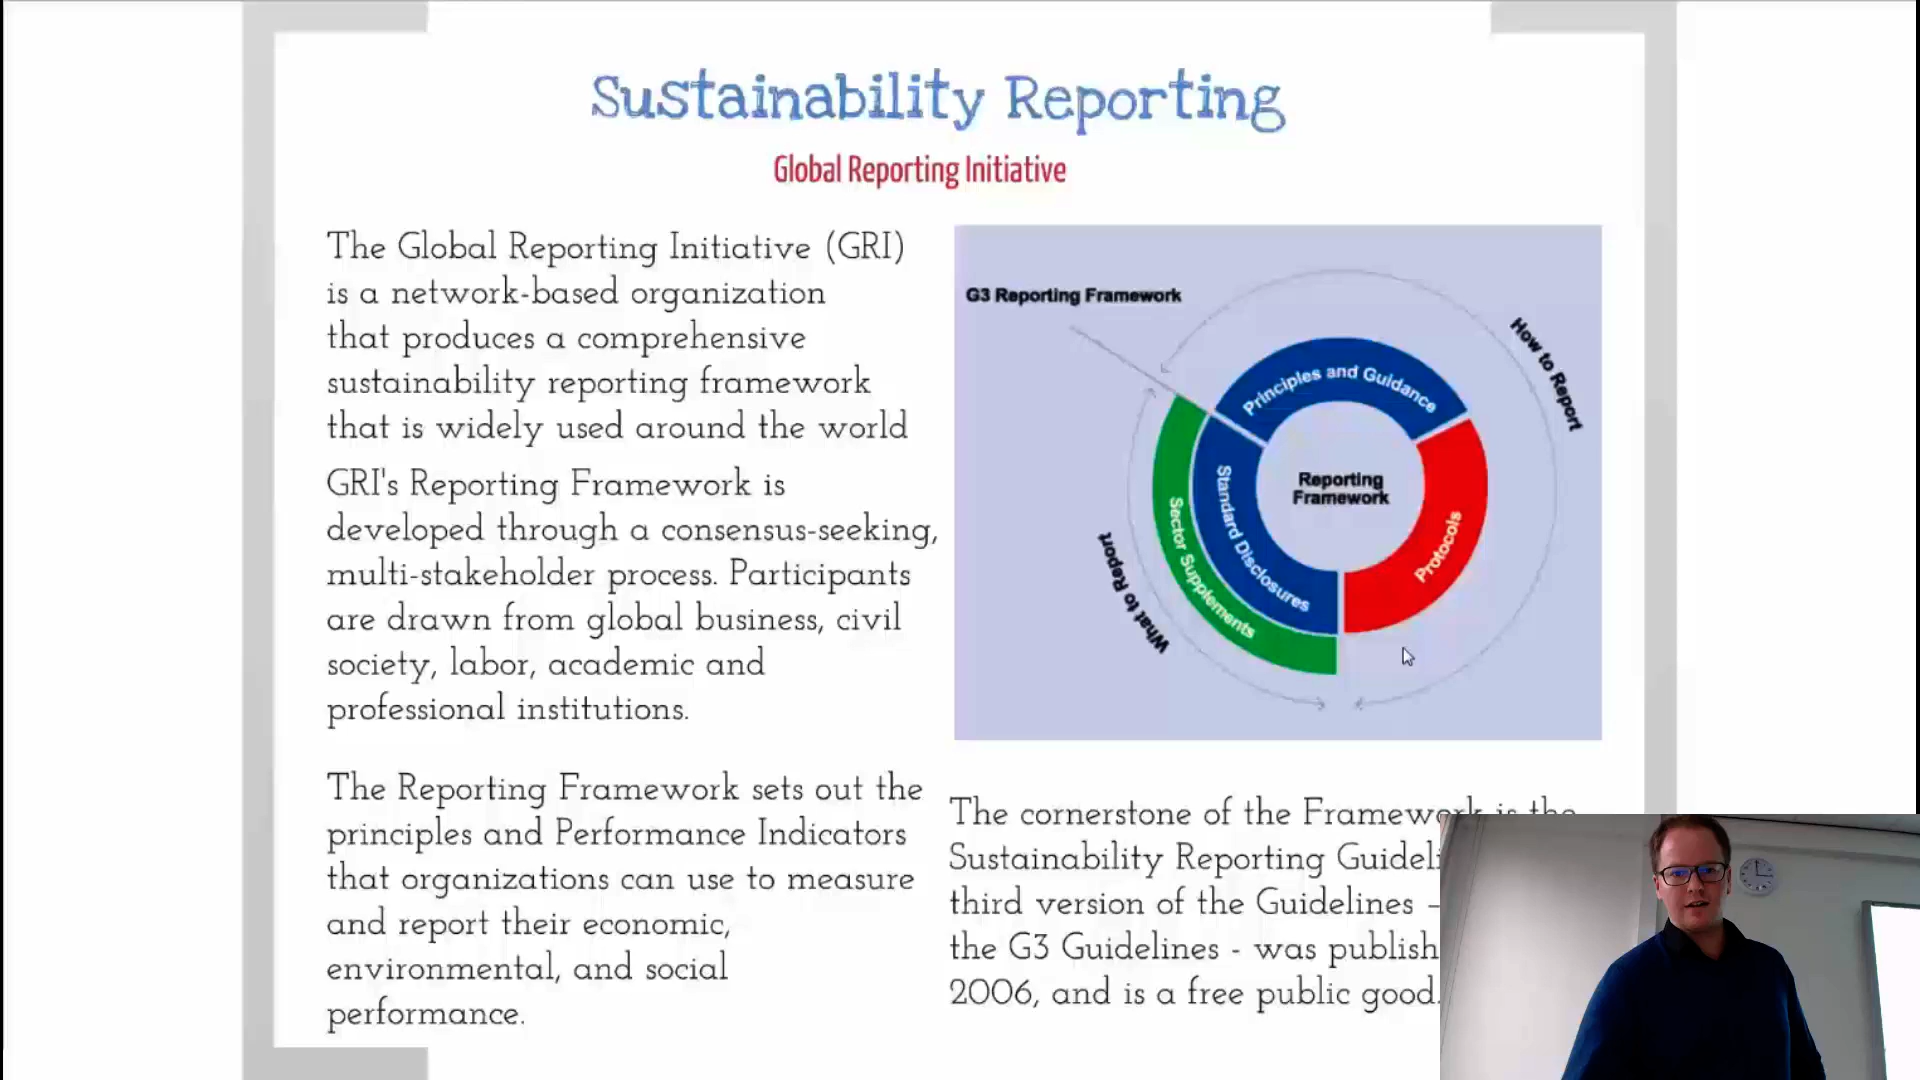 Sustainability Reporting
Global Reporting Initiative
The Global Reporting Initiative (GRI)
is a network-based organization
that produces a comprehensive
sustainability reporting framework
that is widely used around the world
GRI's Reporting Framework is
developed through a consensus-seeking,
multi-stakeholder process. Participants
are drawn from global business, civil
society, labor, academic and
professional institutions.
The Reporting Framework sets out the
principles and Performance Indicators
that organizations can use to measure
and report their economic,
environmental, and social
performance.
G3 Reporting Framework
How to Report
Principles and Guidance
Reporting
Framework
Standard Disclosures
Sector Supplements
Protocols
What to Report
The cornerstone of the Framework is the
Sustainability Reporting
third version of the Guidelines -
the G3 Guidelines - was
2006, and is a free public good.